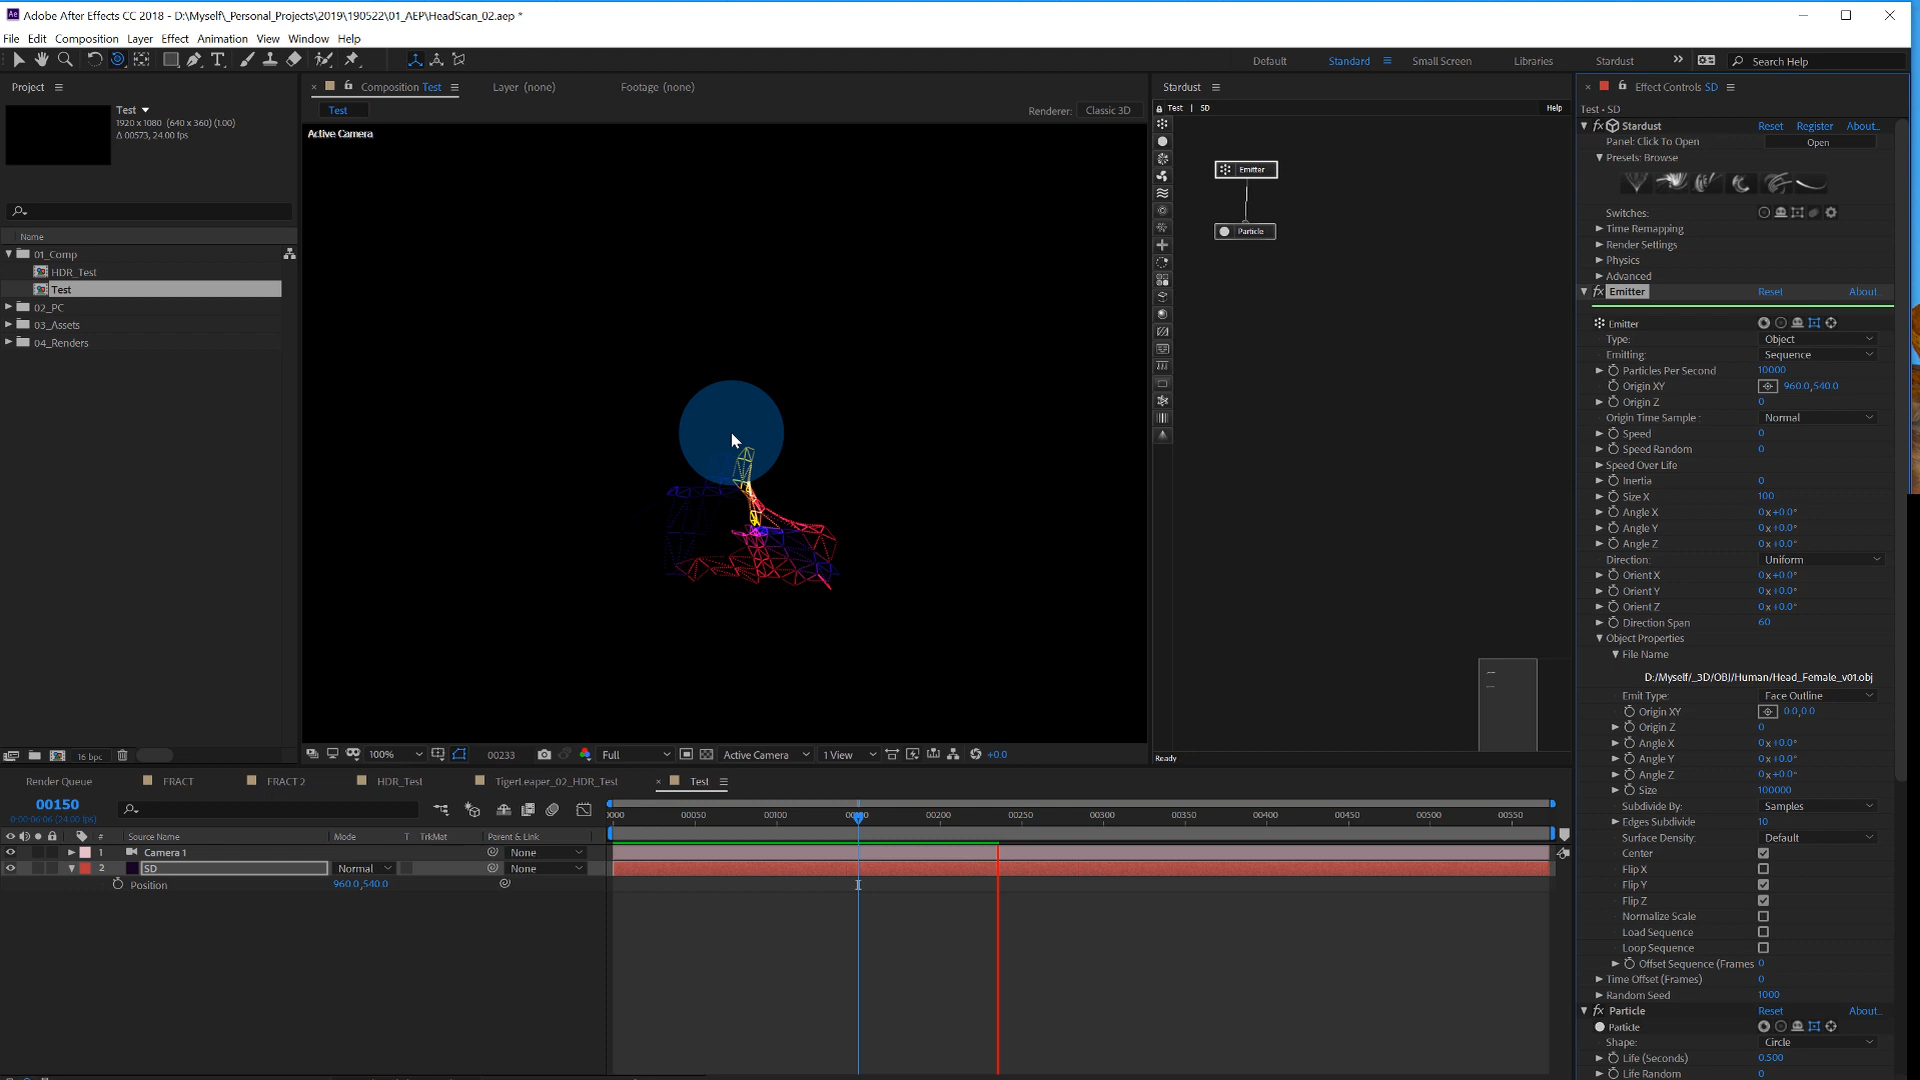 Adobe After Effects CC 2018 - D:\Myself\_Personal_Projects\2019\190522\01_AEP\HeadScan_02.aep *
File Edit Composition Layer Effect Animation View Window Help
Default Standard Small Screen Libraries Stardust Search Help
Project
Test
1920 x 1080 (640 x 360) (1.00)
Δ 00573, 24.00 fps
Name
01_Comp
HDR_Test
Test
02_PC
03_Assets
04_Renders
16 bpc
Composition Test
Layer (none)
Footage (none)
Test
Renderer: Classic 3D
Active Camera
100% 00233 Full Active Camera 1 View +0.0
Stardust
Test | SD Help
Emitter
Particle
Ready
Effect Controls SD
Test • SD
Stardust Reset Register About...
Panel: Click To Open Open
Presets: Browse
Switches:
Time Remapping
Render Settings
Physics
Advanced
Emitter Reset About...
Emitter
Type: Object
Emitting: Sequence
Particles Per Second 10000
Origin XY 960.0,540.0
Origin Z 0
Origin Time Sample : Normal
Speed 0
Speed Random 0
Speed Over Life
Inertia 0
Size X 100
Angle X 0x+0.0°
Angle Y 0x+0.0°
Angle Z 0x+0.0°
Direction: Uniform
Orient X 0x+0.0°
Orient Y 0x+0.0°
Orient Z 0x+0.0°
Direction Span 60
Object Properties
File Name
D:/Myself/_3D/OBJ/Human/Head_Female_v01.obj
Emit Type: Face Outline
Origin XY 0.0,0.0
Origin Z 0
Angle X 0x+0.0°
Angle Y 0x+0.0°
Angle Z 0x+0.0°
Size 100000
Subdivide By: Samples
Edges Subdivide 10
Surface Density: Default
Center
Flip X
Flip Y
Flip Z
Normalize Scale
Load Sequence
Loop Sequence
Offset Sequence (Frames 0
Time Offset (Frames) 0
Random Seed 1000
Particle Reset About...
Particle
Shape: Circle
Life (Seconds) 0.500
Life Random 0
Render Queue FRACT FRACT 2 HDR_Test TigerLeaper_02_HDR_Test Test
00150
0:00:06:06 (24.00 fps)
# Source Name Mode T TrkMat Parent & Link
1 Camera 1 None
2 SD Normal None
Position 960.0,540.0
0000 00050 00100 00200 00250 00300 00350 00400 00450 00500 00550